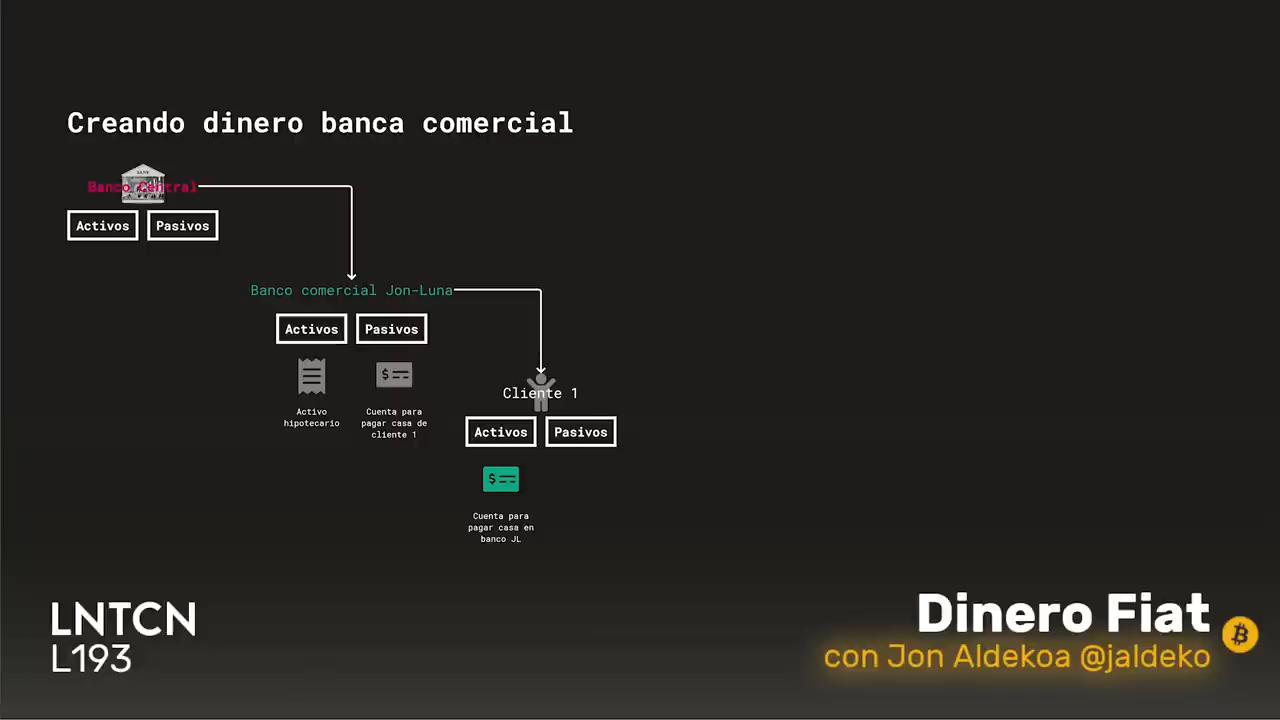 Creando dinero banca comercial
BANK
Banco Central
Activos
Pasivos
Banco comercial Jon-Luna
Activos
Pasivos
$
Activo
hipotecario
Cuenta para
pagar casa de
cliente 1
Cliente 1
Activos
Pasivos
$
Cuenta para
pagar casa en
banco JL
LNTCN
L193
Dinero Fiat
con Jon Aldekoa @jaldeko